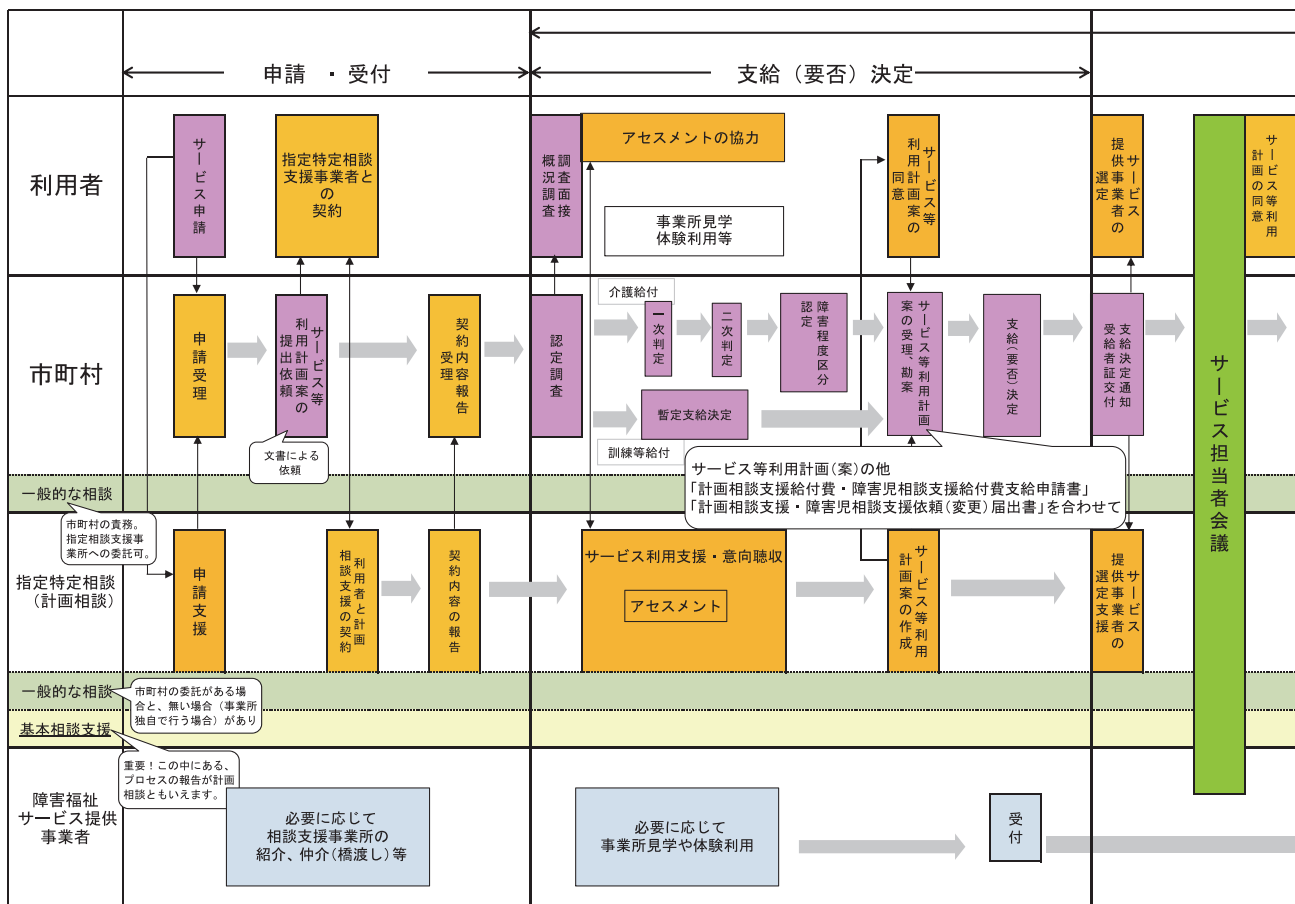 申請 ・ 受付
支給（要否）決定
利用者
サービス申請
指定特定相談
支援事業者と
の
契約
調査面接
概況調査
アセスメントの協力
事業所見学
体験利用等
サービス等
利用計画案の
同意
サービス
提供事業者の
選定
サービス等利用
計画の同意
市町村
申請受理
サービス等
利用計画案の
提出依頼
文書による
依頼
契約内容報告
受理
認定調査
介護給付
一次判定
二次判定
障害程度区分
認定
訓練等給付
暫定支給決定
サービス等利用計画
案の受理、勘案
支給（要否）決定
支給決定通知
受給者証交付
サービス等利用計画（案）の他
「計画相談支援給付費・障害児相談支援給付費支給申請書」
「計画相談支援・障害児相談支援依頼（変更）届出書」を合わせて
サービス担当者会議
一般的な相談
市町村の責務。
指定相談支援事
業所への委託可。
指定特定相談
（計画相談）
申請支援
利用者と計画
相談支援の契約
契約内容の報告
サービス利用支援・意向聴収
アセスメント
サービス等利用
計画案の作成
サービス
提供事業者の
選定支援
一般的な相談
市町村の委託がある場
合と、無い場合（事業所
独自で行う場合）があり
基本相談支援
重要！この中にある、
プロセスの報告が計画
相談ともいえます。
障害福祉
サービス提供
事業者
必要に応じて
相談支援事業所の
紹介、仲介（橋渡し）等
必要に応じて
事業所見学や体験利用
受付